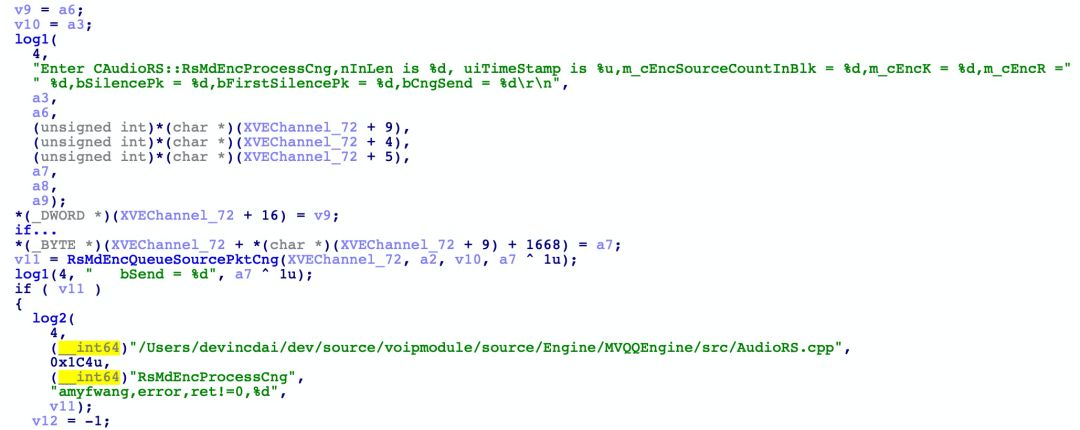 v9 = a6;
v10 = a3;
log1(
4,
"Enter CAudioRS::RsMdEncProcessCng,nInLen is %d, uiTimeStamp is %u,m_cEncSourceCountInBlk = %d,m_cEncK = %d,m_cEncR ="
" %d,bSilencePk = %d,bFirstSilencePk = %d,bCngSend = %d\r\n",
a3,
a6,
(unsigned int)*(char *)(XVEChannel_72 + 9),
(unsigned int)*(char *)(XVEChannel_72 + 4),
(unsigned int)*(char *)(XVEChannel_72 + 5),
a7,
a8,
a9);
*(_DWORD *)(XVEChannel_72 + 16) = v9;
if...
*(_BYTE *)(XVEChannel_72 + *(char *)(XVEChannel_72 + 9) + 1668) = a7;
v11 = RsMdEncQueueSourcePktCng(XVEChannel_72, a2, v10, a7 ^ 1u);
log1(4, "   bSend = %d", a7 ^ 1u);
if ( v11 )
{
log2(
4,
(__int64)"/Users/devincdai/dev/source/voipmodule/source/Engine/MVQQEngine/src/AudioRS.cpp",
0x1C4u,
(__int64)"RsMdEncProcessCng",
"amyfwang,error,ret!=0,%d",
v11);
v12 = -1;